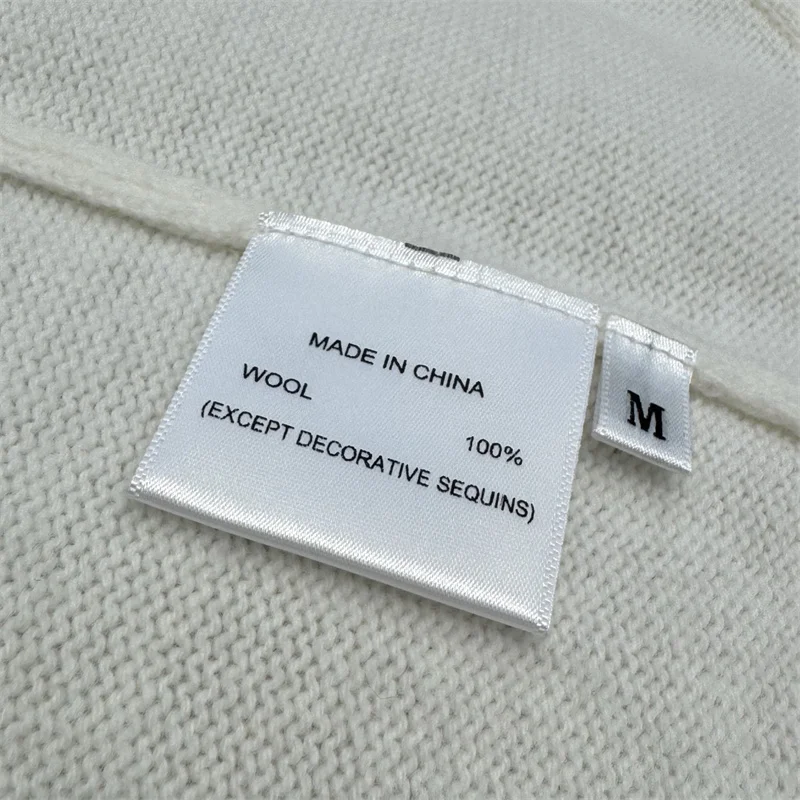 MADE IN CHINA
WOOL 100%
(EXCEPT DECORATIVE SEQUINS)
M